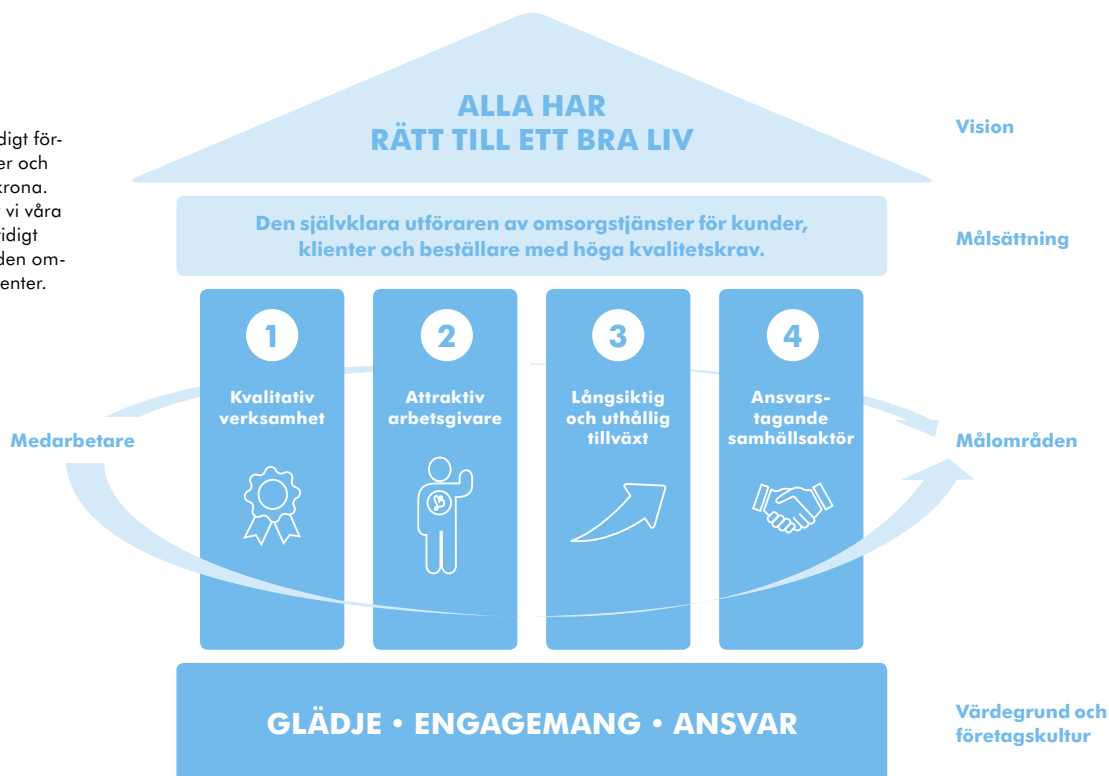 digt för-
er och
krona.
vi våra
idigt
den om-
enter.
ALLA HAR
RÄTT TILL ETT BRA LIV
Vision
Den självklara utföraren av omsorgstjänster för kunder,
klienter och beställare med höga kvalitetskrav.
Målsättning
1
Kvalitativ
verksamhet
2
Attraktiv
arbetsgivare
3
Långsiktig
och uthållig
tillväxt
4
Ansvars-
tagande
samhällsaktör
Medarbetare
Målområden
GLÄDJE • ENGAGEMANG • ANSVAR
Värdegrund och
företagskultur